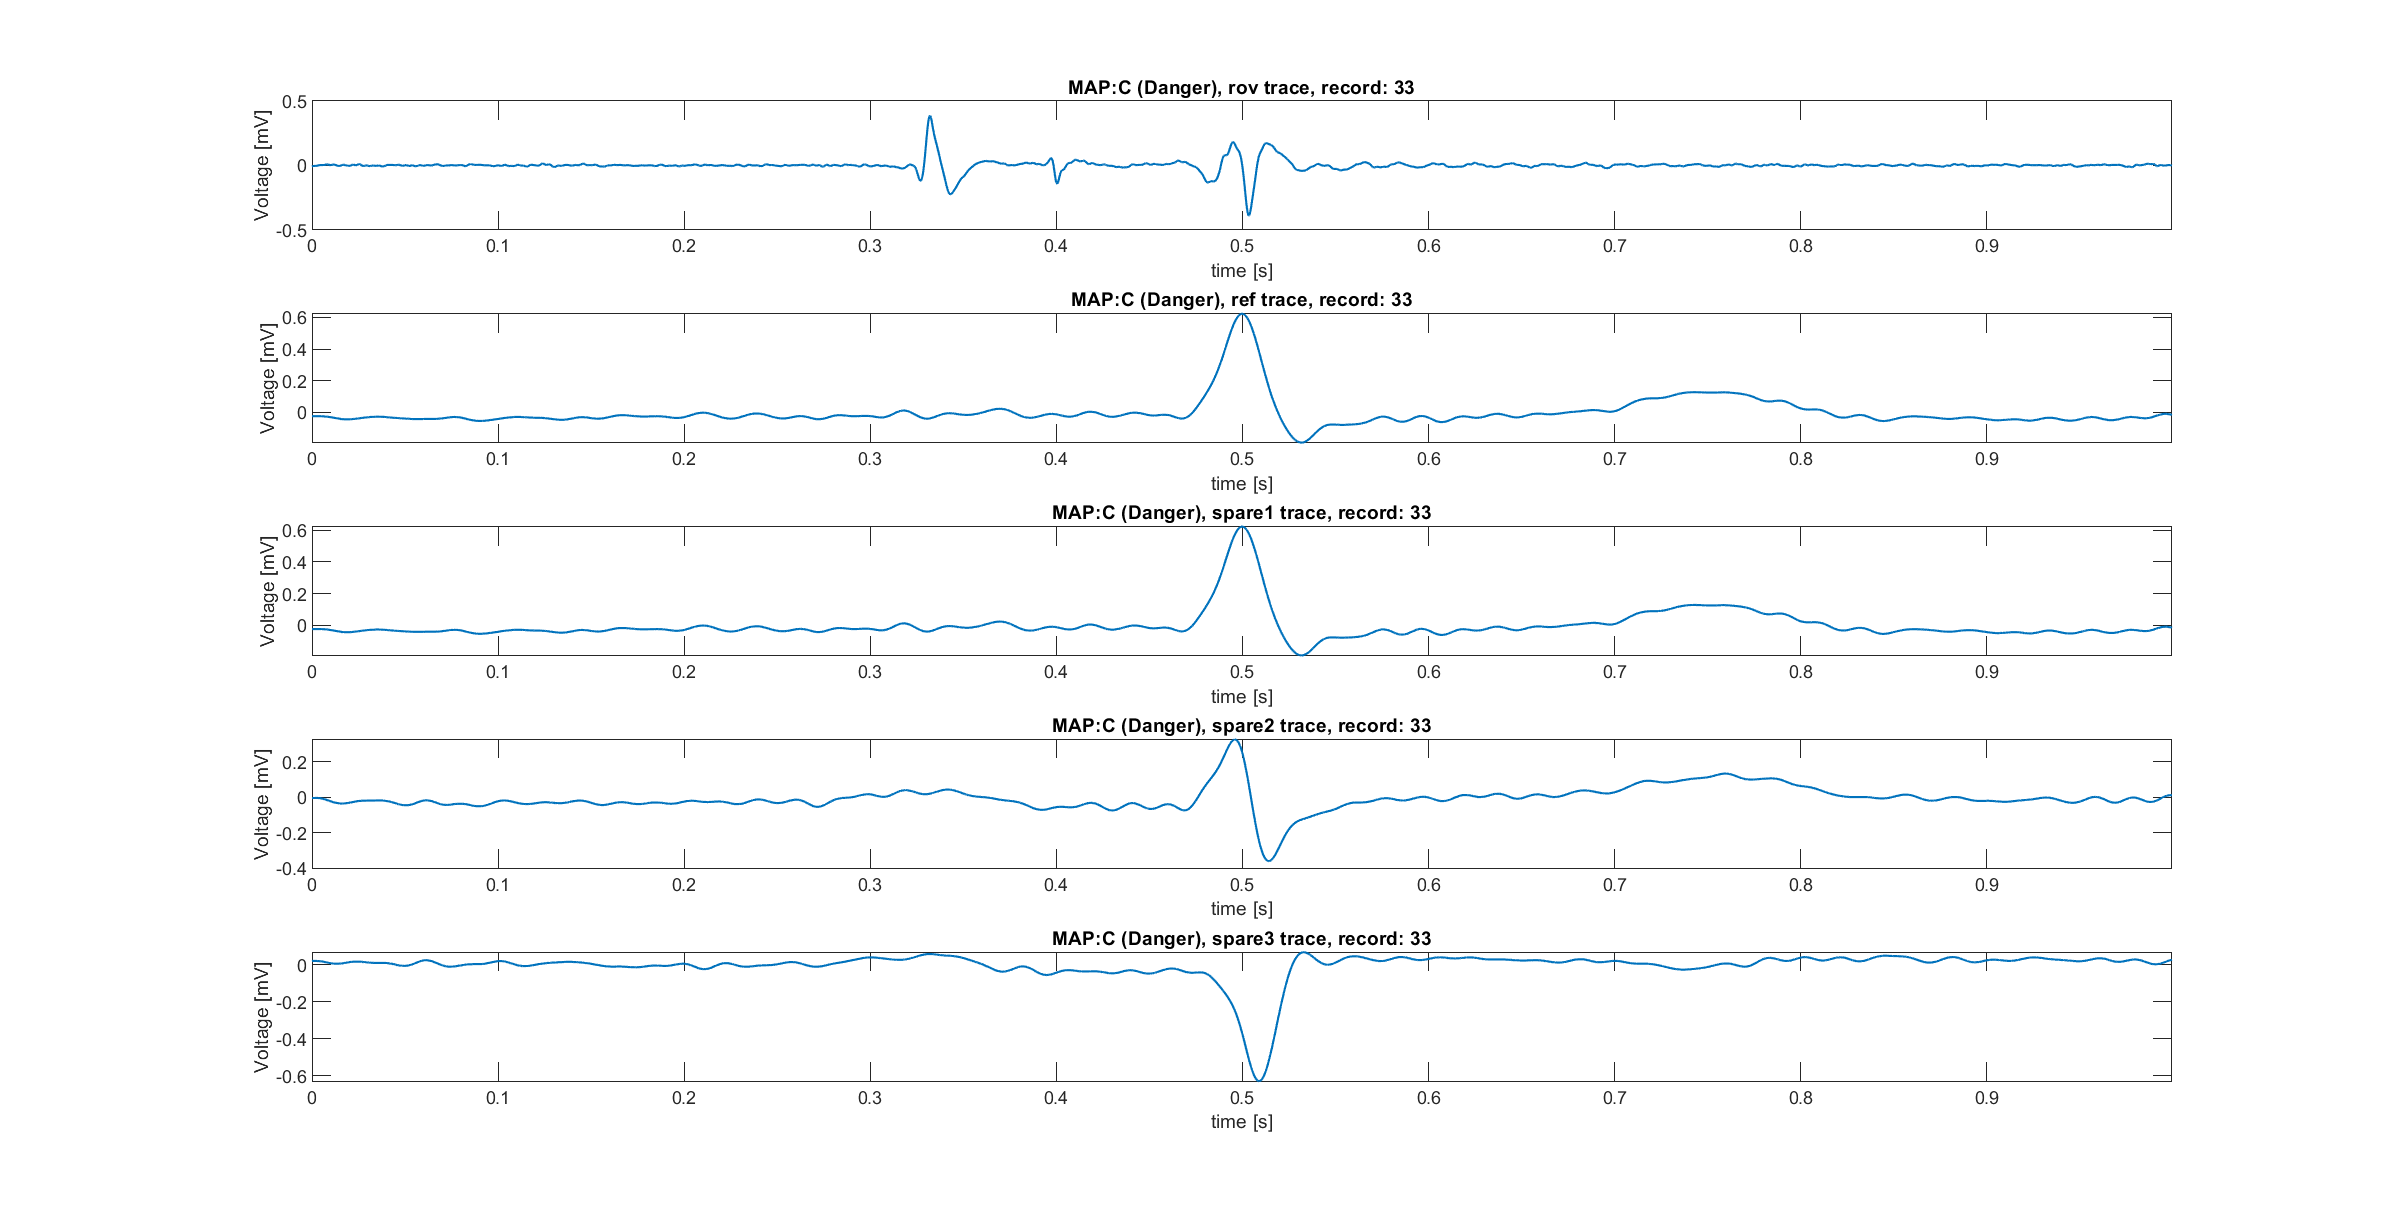 MAP:C (Danger), rov trace, record: 33
Voltage [mV]
0.5
0
-0.5
0 0.1 0.2 0.3 0.4 0.5 0.6 0.7 0.8 0.9
time [s]
MAP:C (Danger), ref trace, record: 33
Voltage [mV]
0.6
0.4
0.2
0
0 0.1 0.2 0.3 0.4 0.5 0.6 0.7 0.8 0.9
time [s]
MAP:C (Danger), spare1 trace, record: 33
Voltage [mV]
0.6
0.4
0.2
0
0 0.1 0.2 0.3 0.4 0.5 0.6 0.7 0.8 0.9
time [s]
MAP:C (Danger), spare2 trace, record: 33
Voltage [mV]
0.2
0
-0.2
-0.4
0 0.1 0.2 0.3 0.4 0.5 0.6 0.7 0.8 0.9
time [s]
MAP:C (Danger), spare3 trace, record: 33
Voltage [mV]
0
-0.2
-0.4
-0.6
0 0.1 0.2 0.3 0.4 0.5 0.6 0.7 0.8 0.9
time [s]